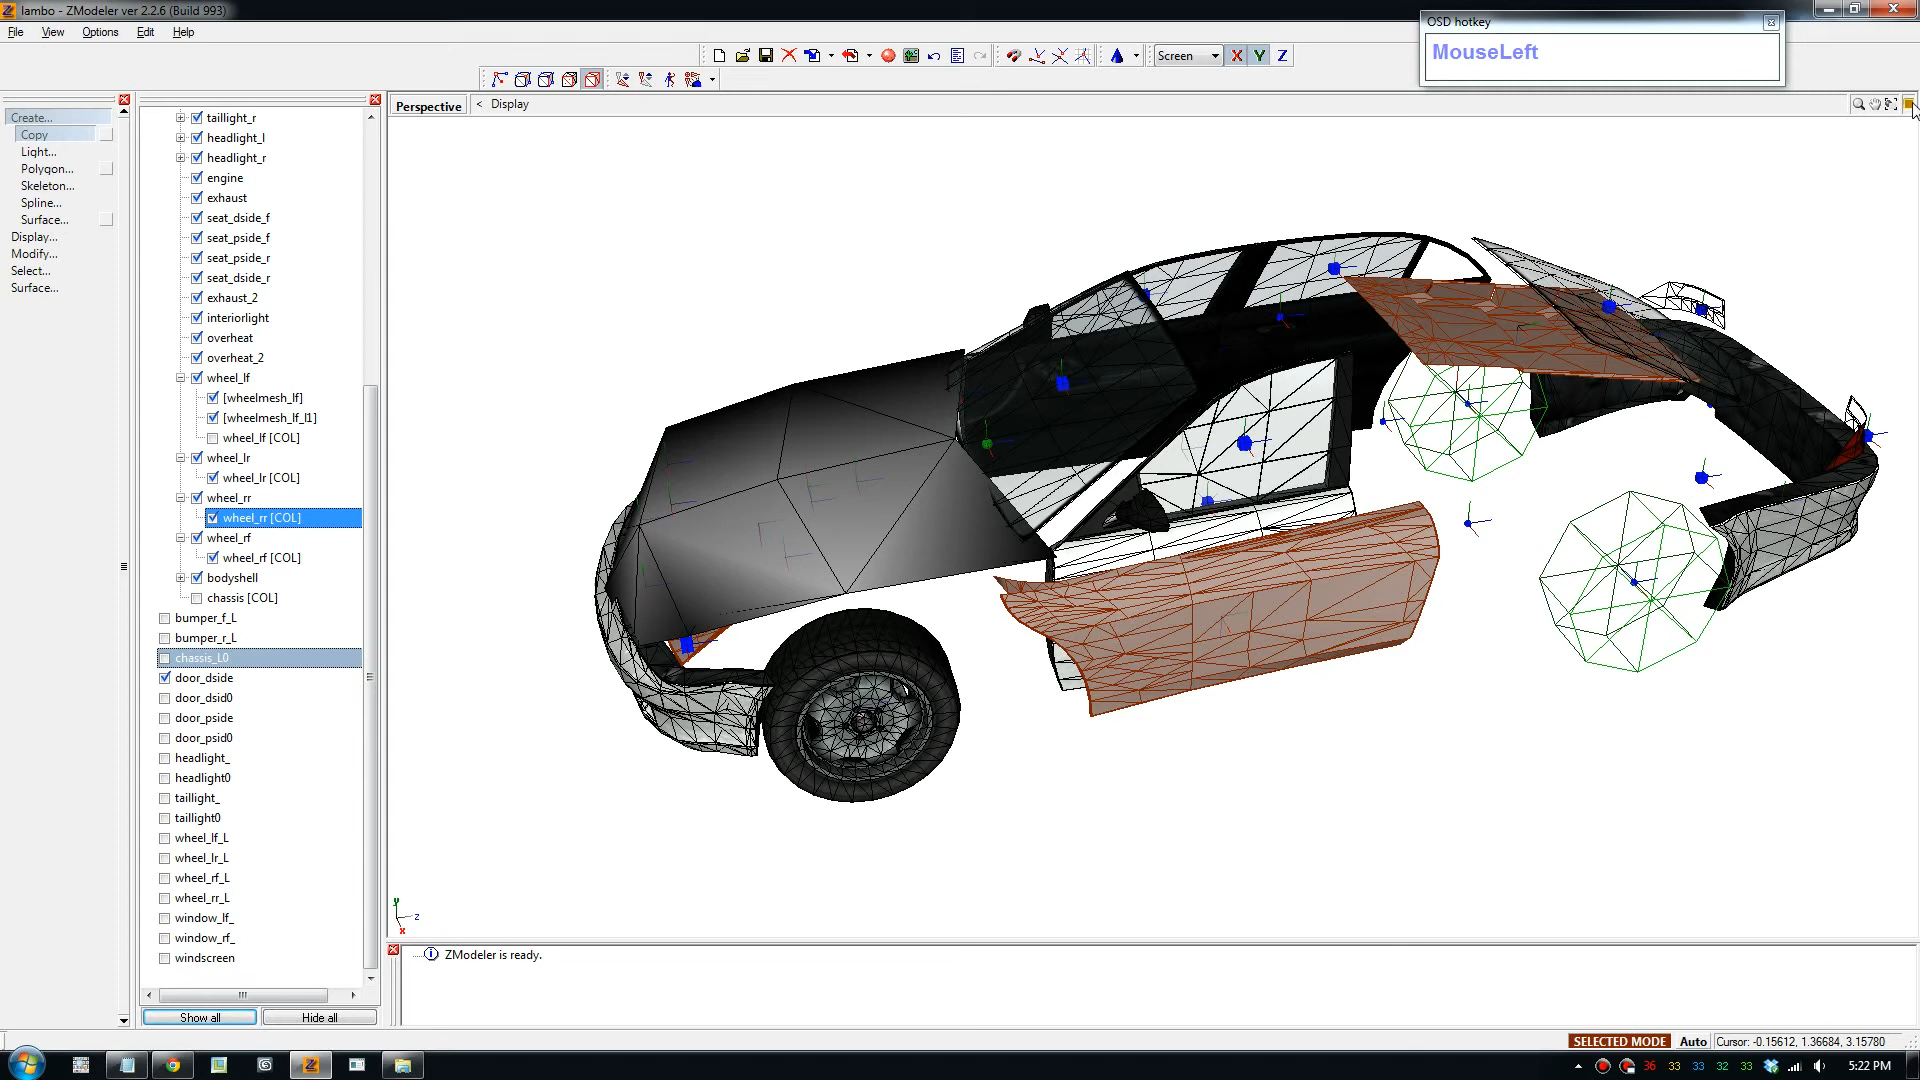 lambo - ZModeler ver 2.2.6 (Build 993)
File View Options Edit Help
OSD hotkey
MouseLeft
Screen X Y Z
Perspective < Display
Create...
Copy
Light...
Polygon...
Skeleton...
Spline...
Surface...
Display...
Modify...
Select...
Surface...
taillight_r
headlight_l
headlight_r
engine
exhaust
seat_dside_f
seat_pside_f
seat_pside_r
seat_dside_r
exhaust_2
interiorlight
overheat
overheat_2
wheel_lf
[wheelmesh_lf]
[wheelmesh_lf_l1]
wheel_lf [COL]
wheel_lr
wheel_lr [COL]
wheel_rr
wheel_rr [COL]
wheel_rf
wheel_rf [COL]
bodyshell
chassis [COL]
bumper_f_L
bumper_r_L
chassis_L0
door_dside
door_dsid0
door_pside
door_psid0
headlight_
headlight0
taillight_
taillight0
wheel_lf_L
wheel_lr_L
wheel_rf_L
wheel_rr_L
window_lf_
window_rf_
windscreen
Show all Hide all
y
z
x
ZModeler is ready.
SELECTED MODE Auto Cursor: -0.15612, 1.36684, 3.15780
36 33 33 32 33 5:22 PM